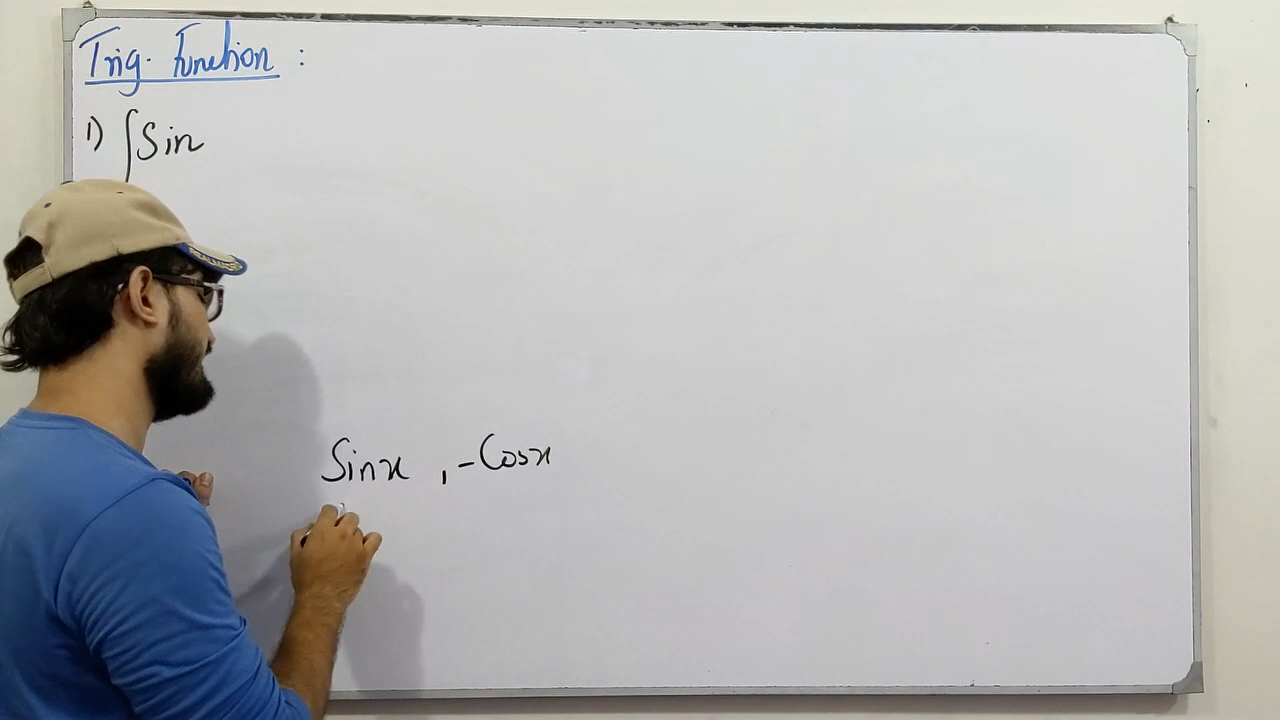 Trig. Function :
1) ∫Sin
Sinx , -Cosx